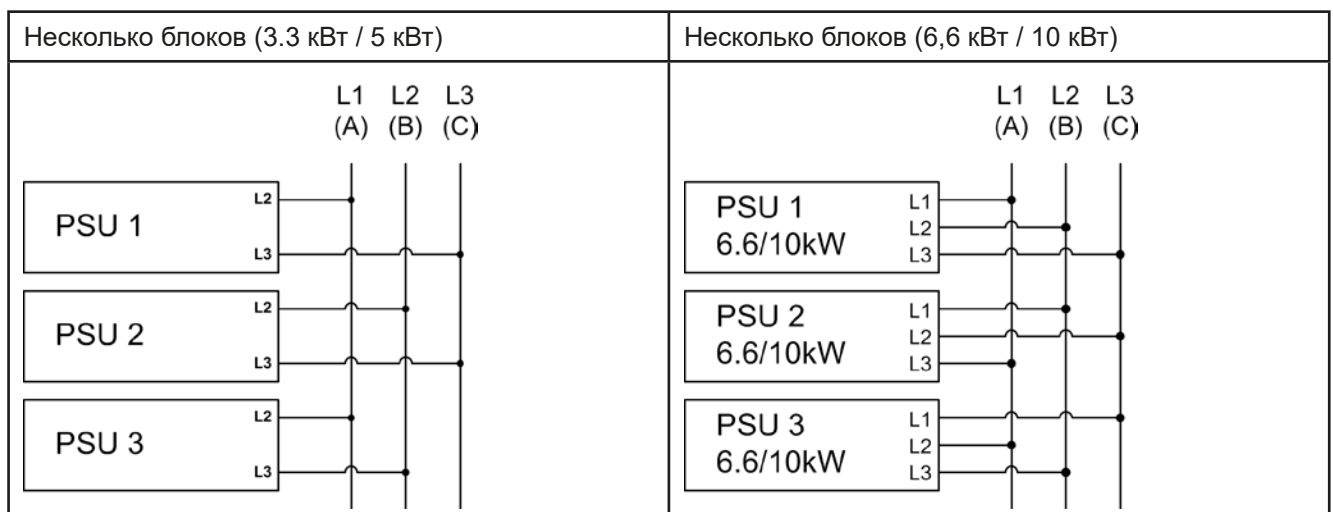 Несколько блоков (3.3 кВт / 5 кВт)
L1 L2 L3
(A) (B) (C)
PSU 1
L2
L3
PSU 2
L2
L3
PSU 3
L2
L3
Несколько блоков (6,6 кВт / 10 кВт)
L1 L2 L3
(A) (B) (C)
PSU 1
6.6/10kW
L1
L2
L3
PSU 2
6.6/10kW
L1
L2
L3
PSU 3
6.6/10kW
L1
L2
L3